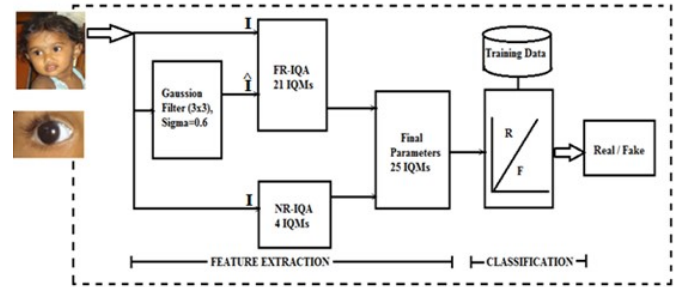 I
Î
I
Gaussion
Filter (3x3),
Sigma=0.6
FR-IQA
21 IQMs
NR-IQA
4 IQMs
Final
Parameters
25 IQMs
Training Data
R
F
Real / Fake
FEATURE EXTRACTION
CLASSIFICATION